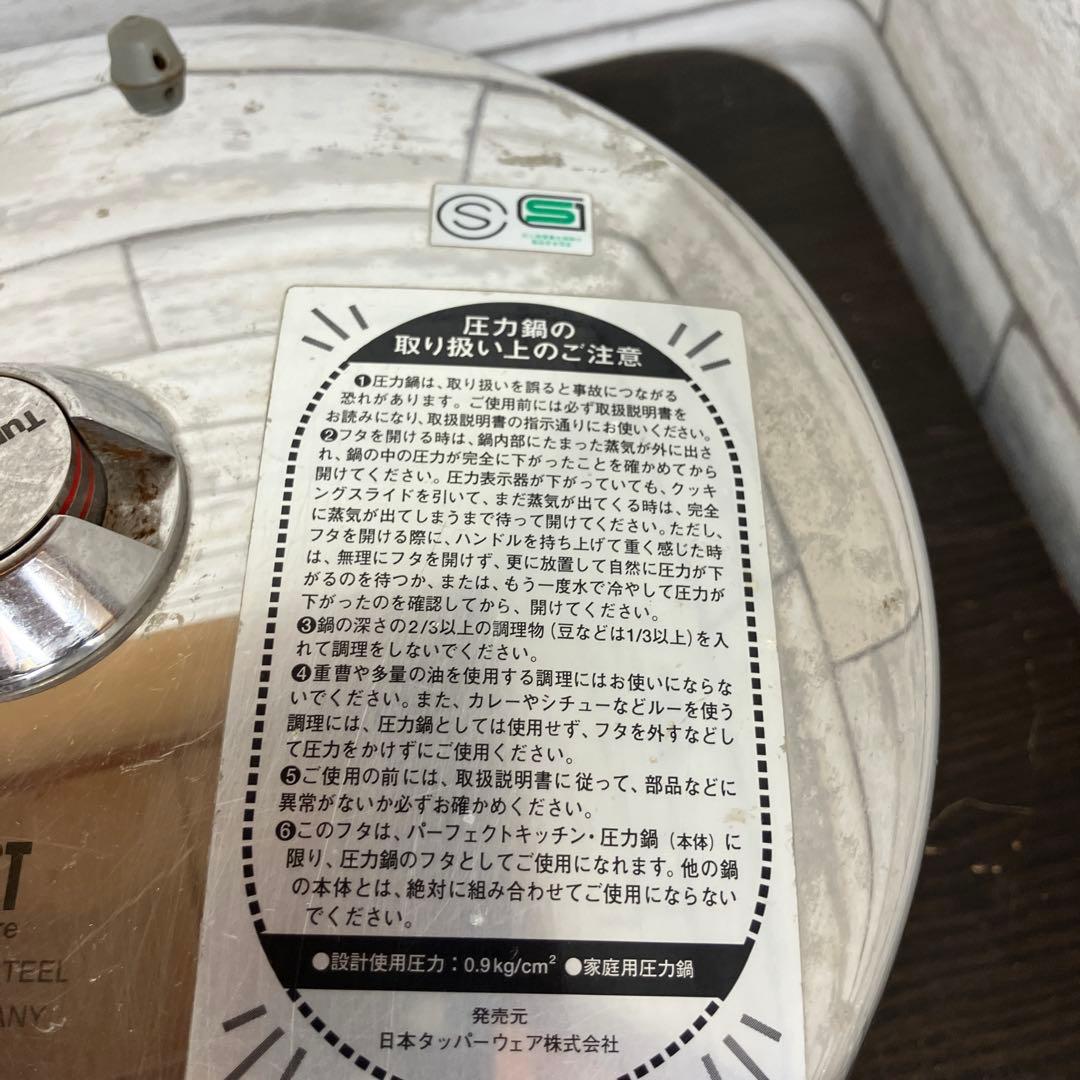 S
S
圧力鍋の
取り扱い上のご注意
❶圧力鍋は、取り扱いを誤ると事故につながる
恐れがあります。ご使用前には必ず取扱説明書を
お読みになり、取扱説明書の指示通りにお使いください。
❷フタを開ける時は、鍋内部にたまった蒸気が外に出さ
れ、鍋の中の圧力が完全に下がったことを確かめてから
開けてください。圧力表示器が下がっていても、クッキ
ングスライドを引いて、まだ蒸気が出てくる時は、完全
に蒸気が出てしまうまで待って開けてください。ただし、
フタを開ける際に、ハンドルを持ち上げて重く感じた時
は、無理にフタを開けず、更に放置して自然に圧力が下
がるのを待つか、または、もう一度水で冷やして圧力が
下がったのを確認してから、開けてください。
❸鍋の深さの2/3以上の調理物(豆などは1/3以上)を入
れて調理をしないでください。
❹重曹や多量の油を使用する調理にはお使いにならな
いでください。また、カレーやシチューなどルーを使う
調理には、圧力鍋としては使用せず、フタを外すなどし
て圧力をかけずにご使用ください。
❺ご使用の前には、取扱説明書に従って、部品などに
異常がないか必ずお確かめください。
❻このフタは、パーフェクトキッチン・圧力鍋(本体)に
限り、圧力鍋のフタとしてご使用になれます。他の鍋
の本体とは、絶対に組み合わせてご使用にならない
でください。
●設計使用圧力:0.9kg/cm² ●家庭用圧力鍋
発売元
日本タッパーウェア株式会社
Tu
CT
re
STEEL
ANY